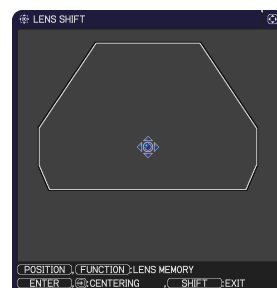 LENS SHIFT
POSITION , FUNCTION :LENS MEMORY
ENTER , :CENTERING , SHIFT :EXIT